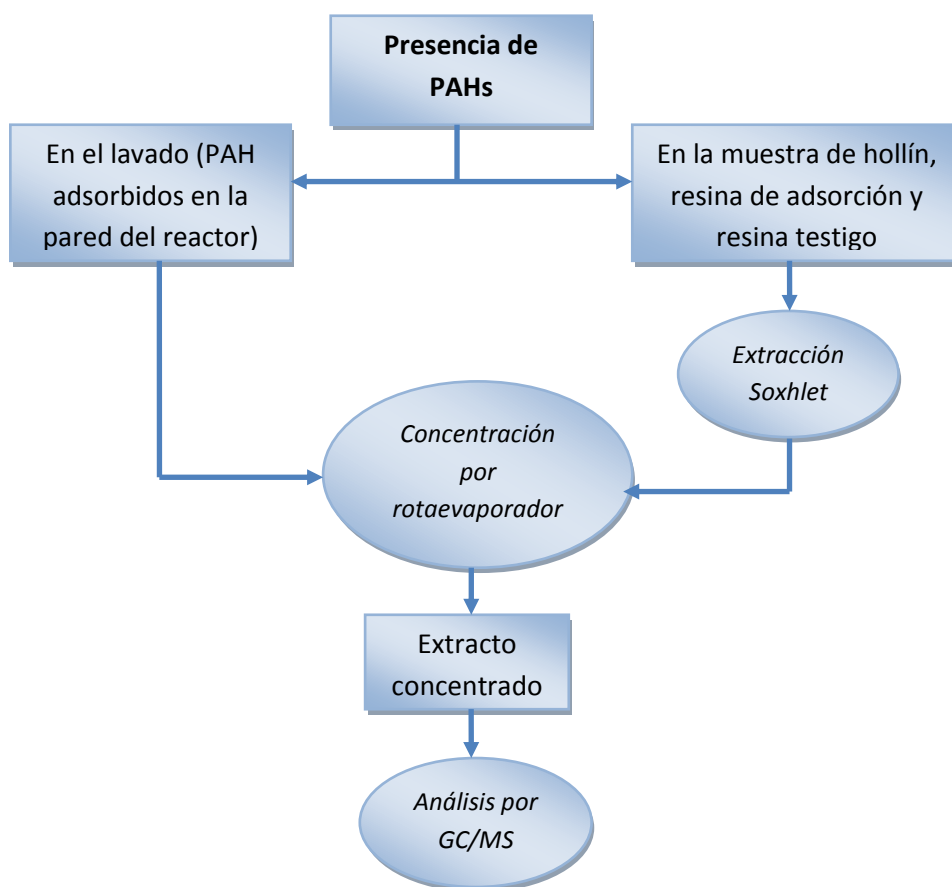 Presencia de
PAHs
En el lavado (PAH
adsorbidos en la
pared del reactor)
En la muestra de hollín,
resina de adsorción y
resina testigo
Extracción
Soxhlet
Concentración
por
rotaevaporador
Extracto
concentrado
Análisis por
GC/MS